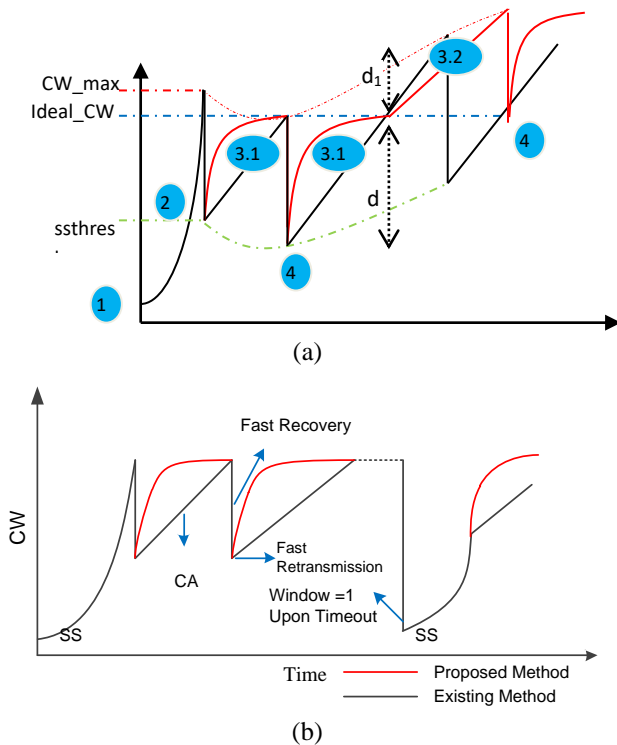 CW_max
Ideal_CW
ssthres
.
1
2
3.1
4
3.1
d1
d
3.2
4
(a)
CW
SS
CA
Fast Recovery
Fast
Retransmission
Window =1
Upon Timeout
SS
Time
Proposed Method
Existing Method
(b)